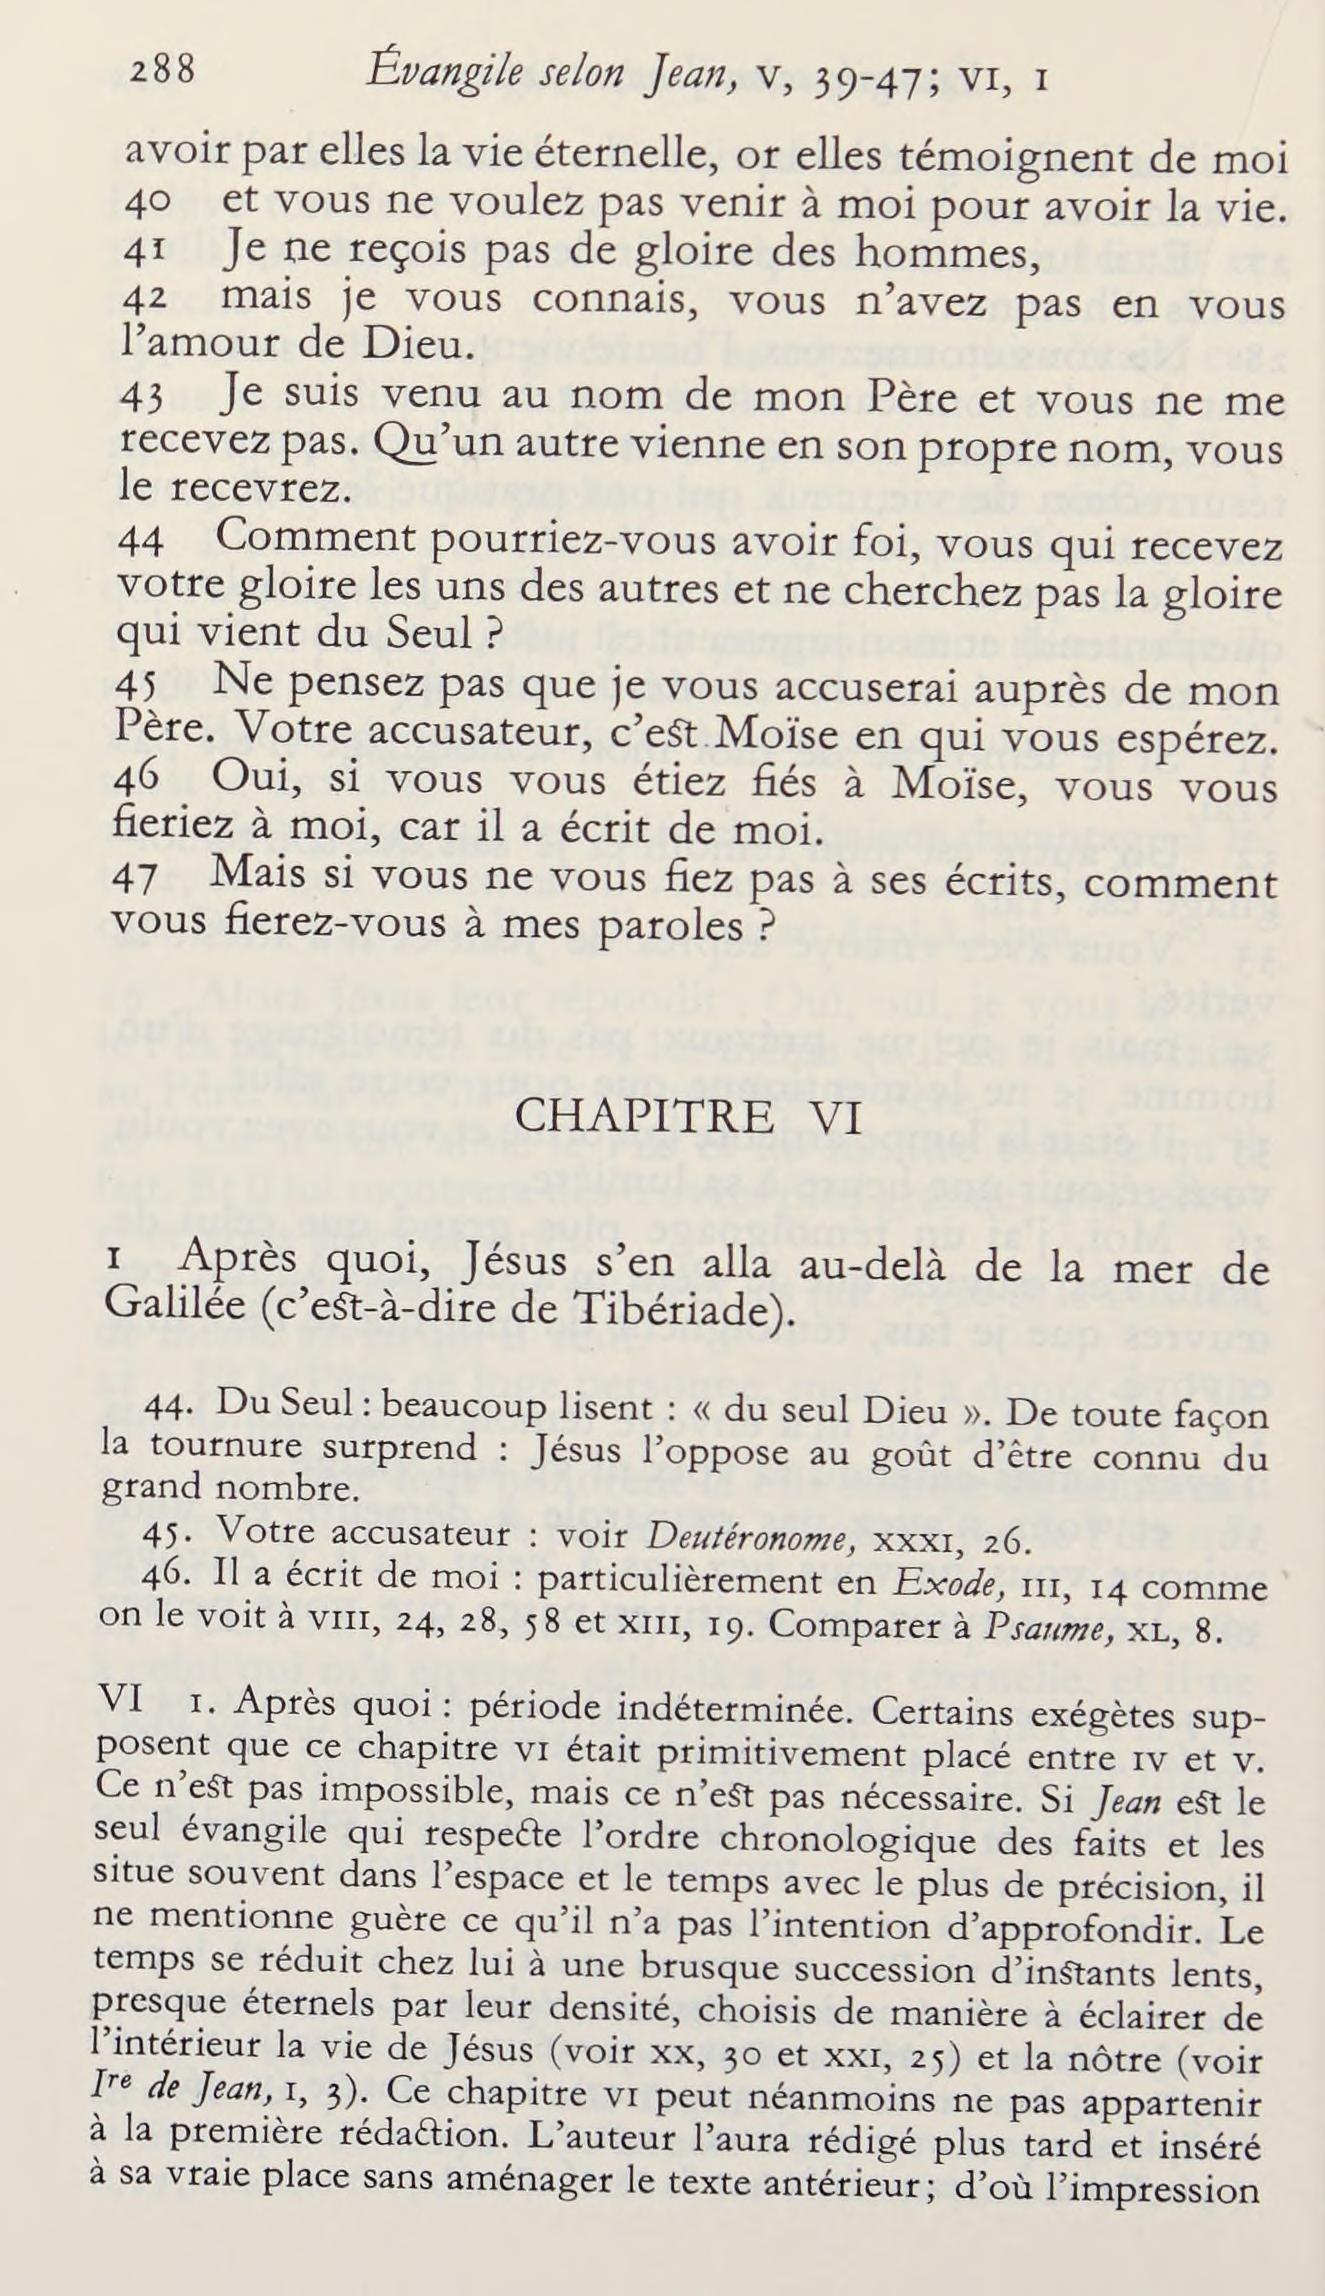 288 Évangile selon Jean, V, 39-47; VI, 1
avoir par elles la vie éternelle, or elles témoignent de moi
40 et vous ne voulez pas venir à moi pour avoir la vie.
41 Je ne reçois pas de gloire des hommes,
42 mais je vous connais, vous n'avez pas en vous
l'amour de Dieu.
43 Je suis venu au nom de mon Père et vous ne me
recevez pas. Qu'un autre vienne en son propre nom, vous
le recevrez.
44 Comment pourriez-vous avoir foi, vous qui recevez
votre gloire les uns des autres et ne cherchez pas la gloire
qui vient du Seul ?
45 Ne pensez pas que je vous accuserai auprès de mon
Père. Votre accusateur, c'est Moïse en qui vous espérez.
46 Oui, si vous vous étiez fiés à Moïse, vous vous
fieriez à moi, car il a écrit de moi.
47 Mais si vous ne vous fiez pas à ses écrits, comment
vous fierez-vous à mes paroles ?
CHAPITRE VI
1 Après quoi, Jésus s'en alla au-delà de la mer de
Galilée (c'est-à-dire de Tibériade).
44. Du Seul : beaucoup lisent : « du seul Dieu ». De toute façon
la tournure surprend : Jésus l'oppose au goût d'être connu du
grand nombre.
45. Votre accusateur : voir Deutéronome, XXXI, 26.
46. Il a écrit de moi : particulièrement en Exode, III, 14 comme
on le voit à VIII, 24, 28, 58 et XIII, 19. Comparer à Psaume, XL, 8.
VI 1. Après quoi : période indéterminée. Certains exégètes sup-
posent que ce chapitre VI était primitivement placé entre IV et V.
Ce n'est pas impossible, mais ce n'est pas nécessaire. Si Jean est le
seul évangile qui respecte l'ordre chronologique des faits et les
situe souvent dans l'espace et le temps avec le plus de précision, il
ne mentionne guère ce qu'il n'a pas l'intention d'approfondir. Le
temps se réduit chez lui à une brusque succession d'instants lents,
presque éternels par leur densité, choisis de manière à éclairer de
l'intérieur la vie de Jésus (voir XX, 30 et XXI, 25) et la nôtre (voir
Ire de Jean, I, 3). Ce chapitre VI peut néanmoins ne pas appartenir
à la première rédaction. L'auteur l'aura rédigé plus tard et inséré
à sa vraie place sans aménager le texte antérieur; d'où l'impression